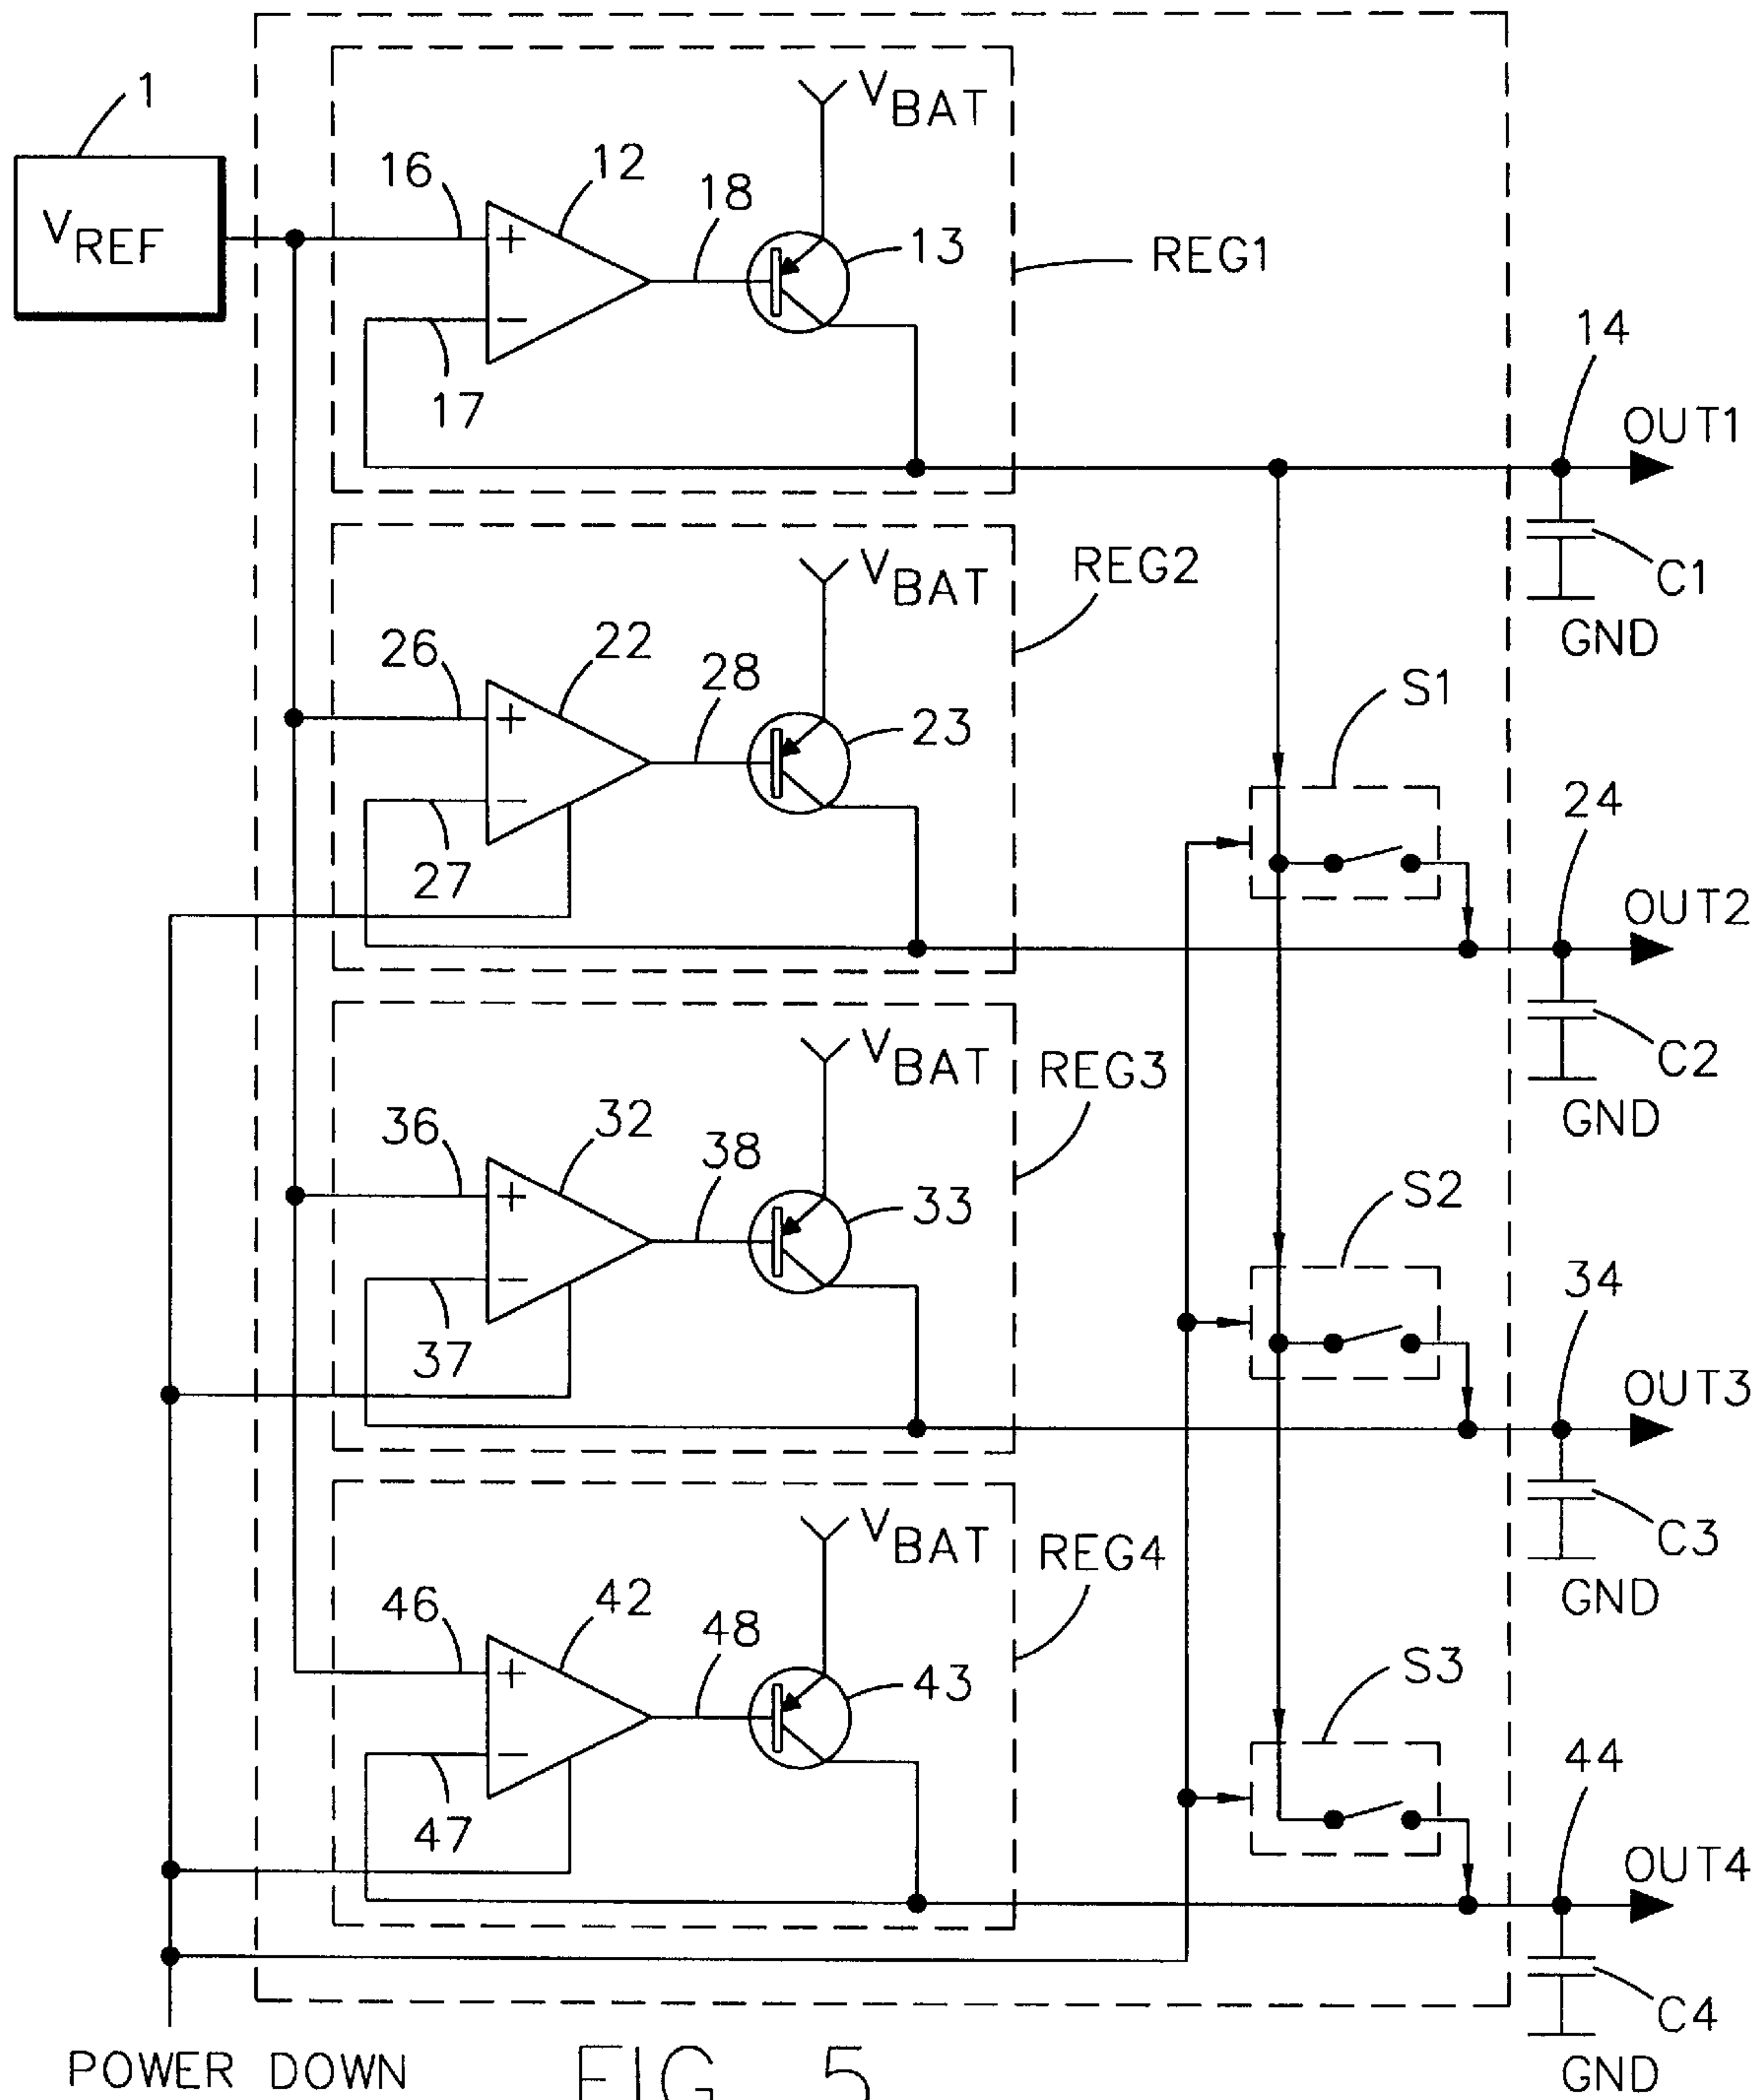 1
VREF
16
12
18
VBAT
13
REG1
+
−
17
14
OUT1
C1
GND
REG2
VBAT
26
22
28
23
+
−
27
S1
24
OUT2
C2
GND
REG3
VBAT
36
32
38
33
+
−
37
S2
34
OUT3
C3
GND
REG4
VBAT
46
42
48
43
+
−
47
S3
44
OUT4
C4
GND
POWER DOWN
FIG. 5